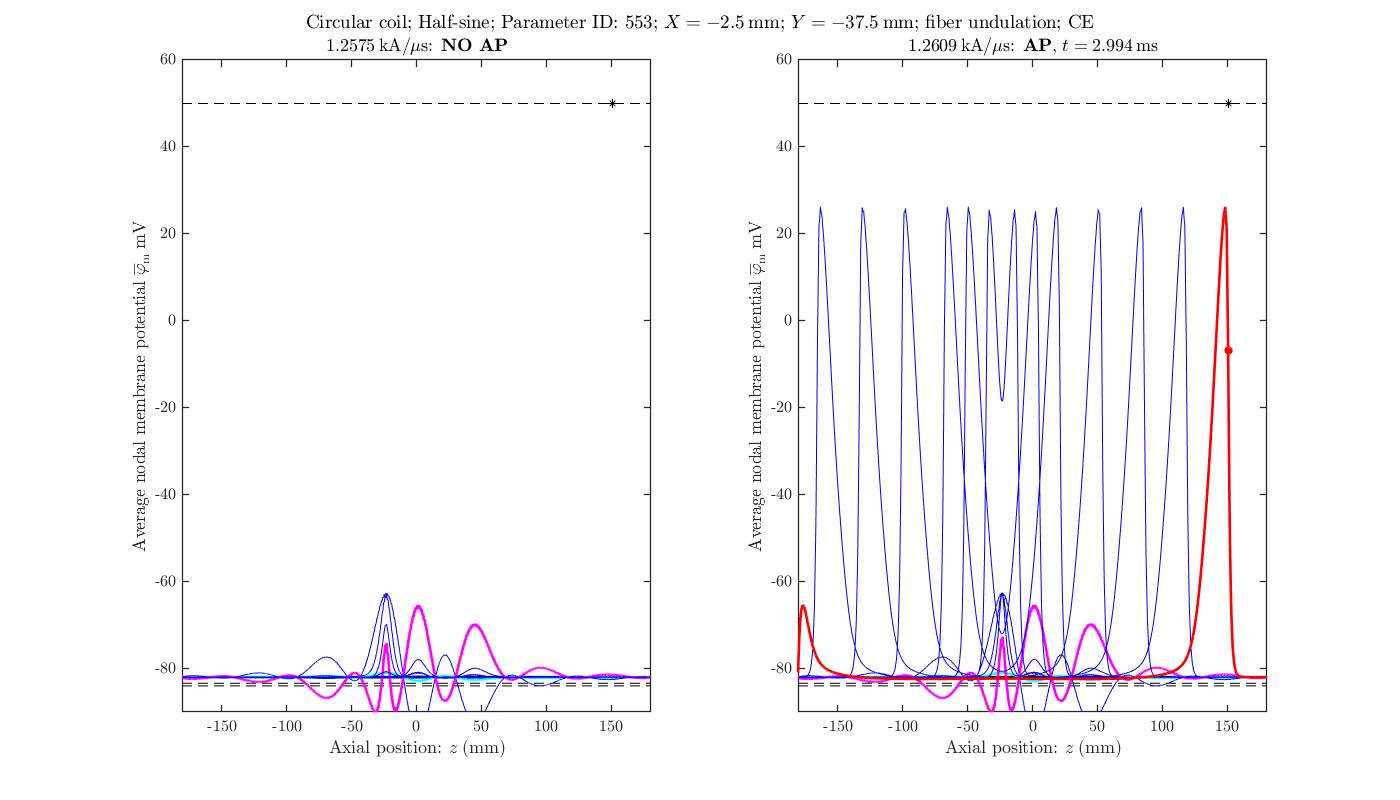 Circular coil; Half-sine; Parameter ID: 553; X = −2.5 mm; Y = −37.5 mm; fiber undulation; CE
1.2575 kA/μs: NO AP
60
40
20
0
-20
-40
-60
-80
Average nodal membrane potential φ̅m mV
-150 -100 -50 0 50 100 150
Axial position: z (mm)
1.2609 kA/μs: AP, t = 2.994 ms
60
40
20
0
-20
-40
-60
-80
Average nodal membrane potential φ̅m mV
-150 -100 -50 0 50 100 150
Axial position: z (mm)